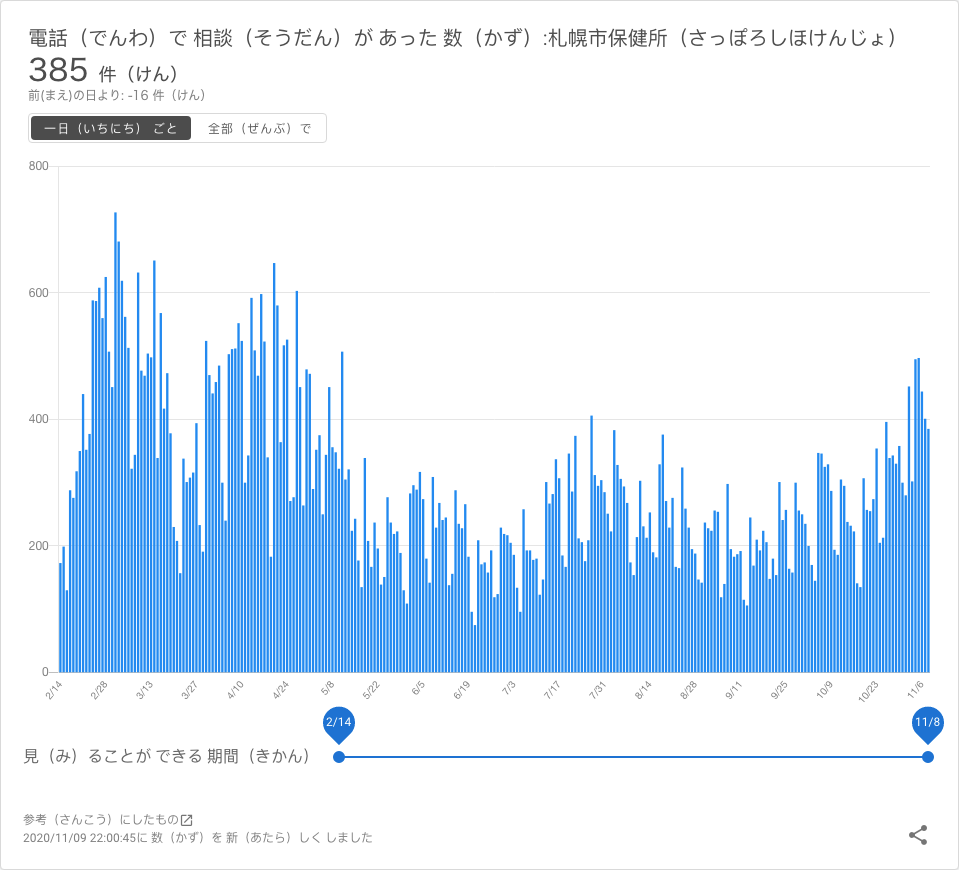 電話（でんわ）で 相談（そうだん）が あった 数（かず）:札幌市保健所（さっぽろしほけんじょ）
385 件（けん）
前(まえ)の日より: -16 件（けん）
一日（いちにち） ごと 全部（ぜんぶ）で
800
600
400
200
0
2/14 2/28 3/13 3/27 4/10 4/24 5/8 5/22 6/5 6/19 7/3 7/17 7/31 8/14 8/28 9/11 9/25 10/9 10/23 11/6
2/14 11/8
見（み）ることが できる 期間（きかん）
参考（さんこう）にしたもの
2020/11/09 22:00:45に 数（かず）を 新（あたら）しく しました